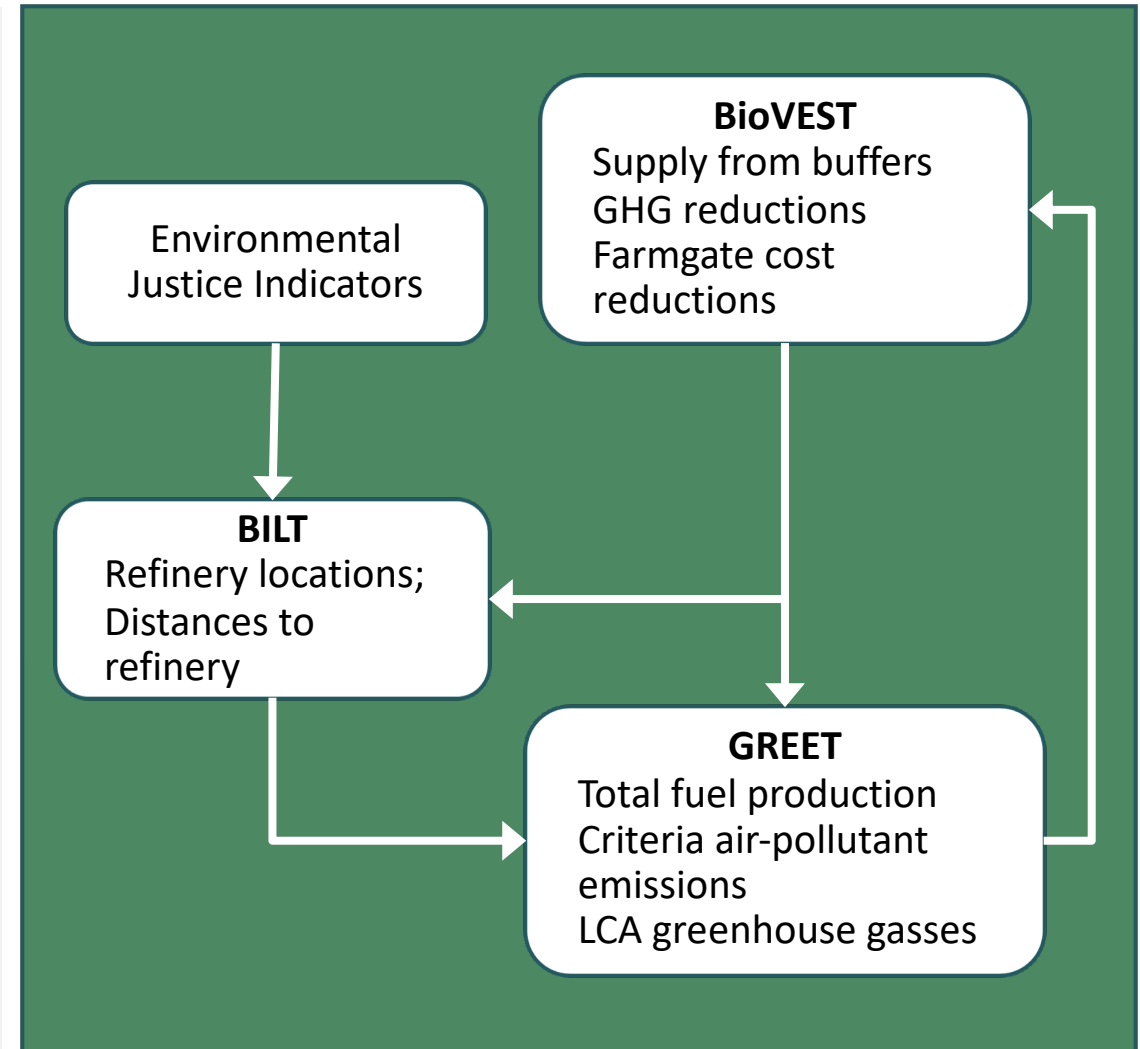 BioVEST
Supply from buffers
GHG reductions
Farmgate cost
reductions
Environmental
Justice Indicators
BILT
Refinery locations;
Distances to
refinery
GREET
Total fuel production
Criteria air-pollutant
emissions
LCA greenhouse gasses